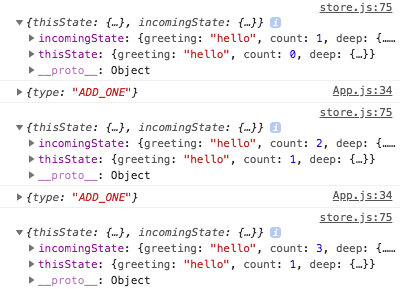 store.js:75
▼{thisState: {…}, incomingState: {…}} i
▶incomingState: {greeting: "hello", count: 1, deep: {……
▶thisState: {greeting: "hello", count: 0, deep: {…}}
▶__proto__: Object
▶{type: "ADD_ONE"} App.js:34
store.js:75
▼{thisState: {…}, incomingState: {…}} i
▶incomingState: {greeting: "hello", count: 2, deep: {……
▶thisState: {greeting: "hello", count: 1, deep: {…}}
▶__proto__: Object
▶{type: "ADD_ONE"} App.js:34
store.js:75
▼{thisState: {…}, incomingState: {…}} i
▶incomingState: {greeting: "hello", count: 3, deep: {……
▶thisState: {greeting: "hello", count: 1, deep: {…}}
▶__proto__: Object